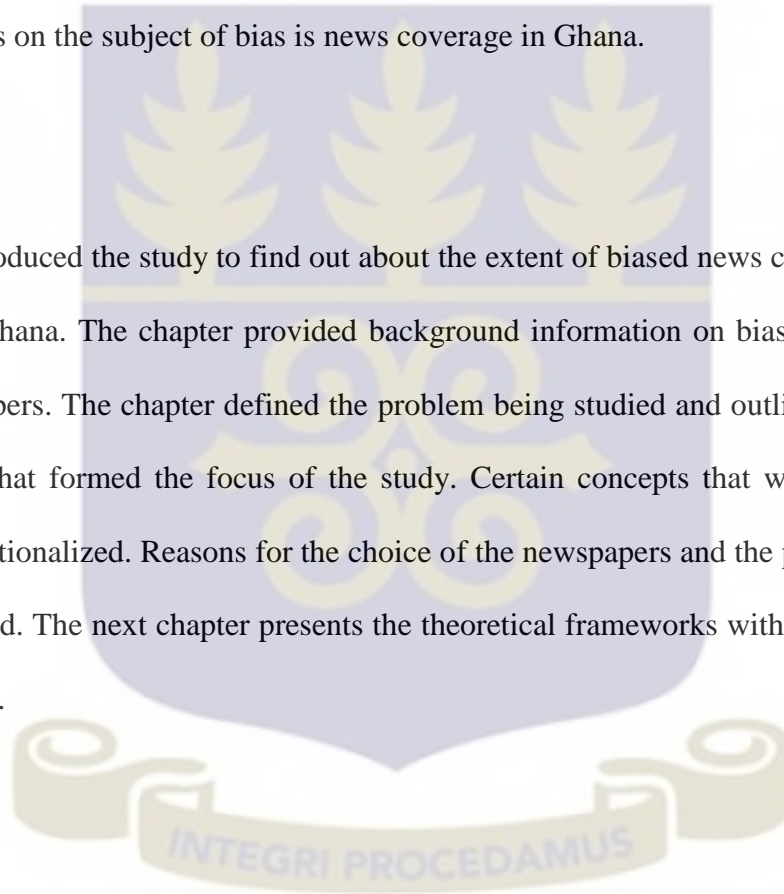 s on the subject of bias is news coverage in Ghana.
oduced the study to find out about the extent of biased news c
hana. The chapter provided background information on bias
pers. The chapter defined the problem being studied and outli
hat formed the focus of the study. Certain concepts that w
tionalized. Reasons for the choice of the newspapers and the p
d. The next chapter presents the theoretical frameworks with
.
INTEGRI PROCEDAMUS